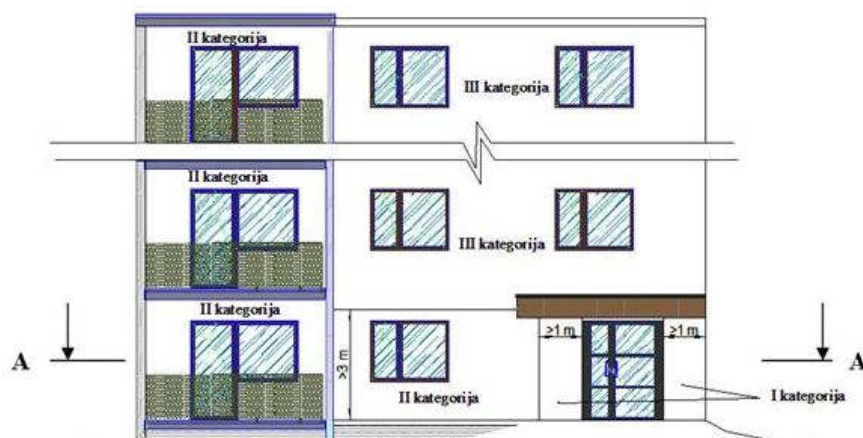 II kategorija
III kategorija
II kategorija
III kategorija
II kategorija
≥1 m
≥1 m
A
>3 m
A
II kategorija
I kategorija